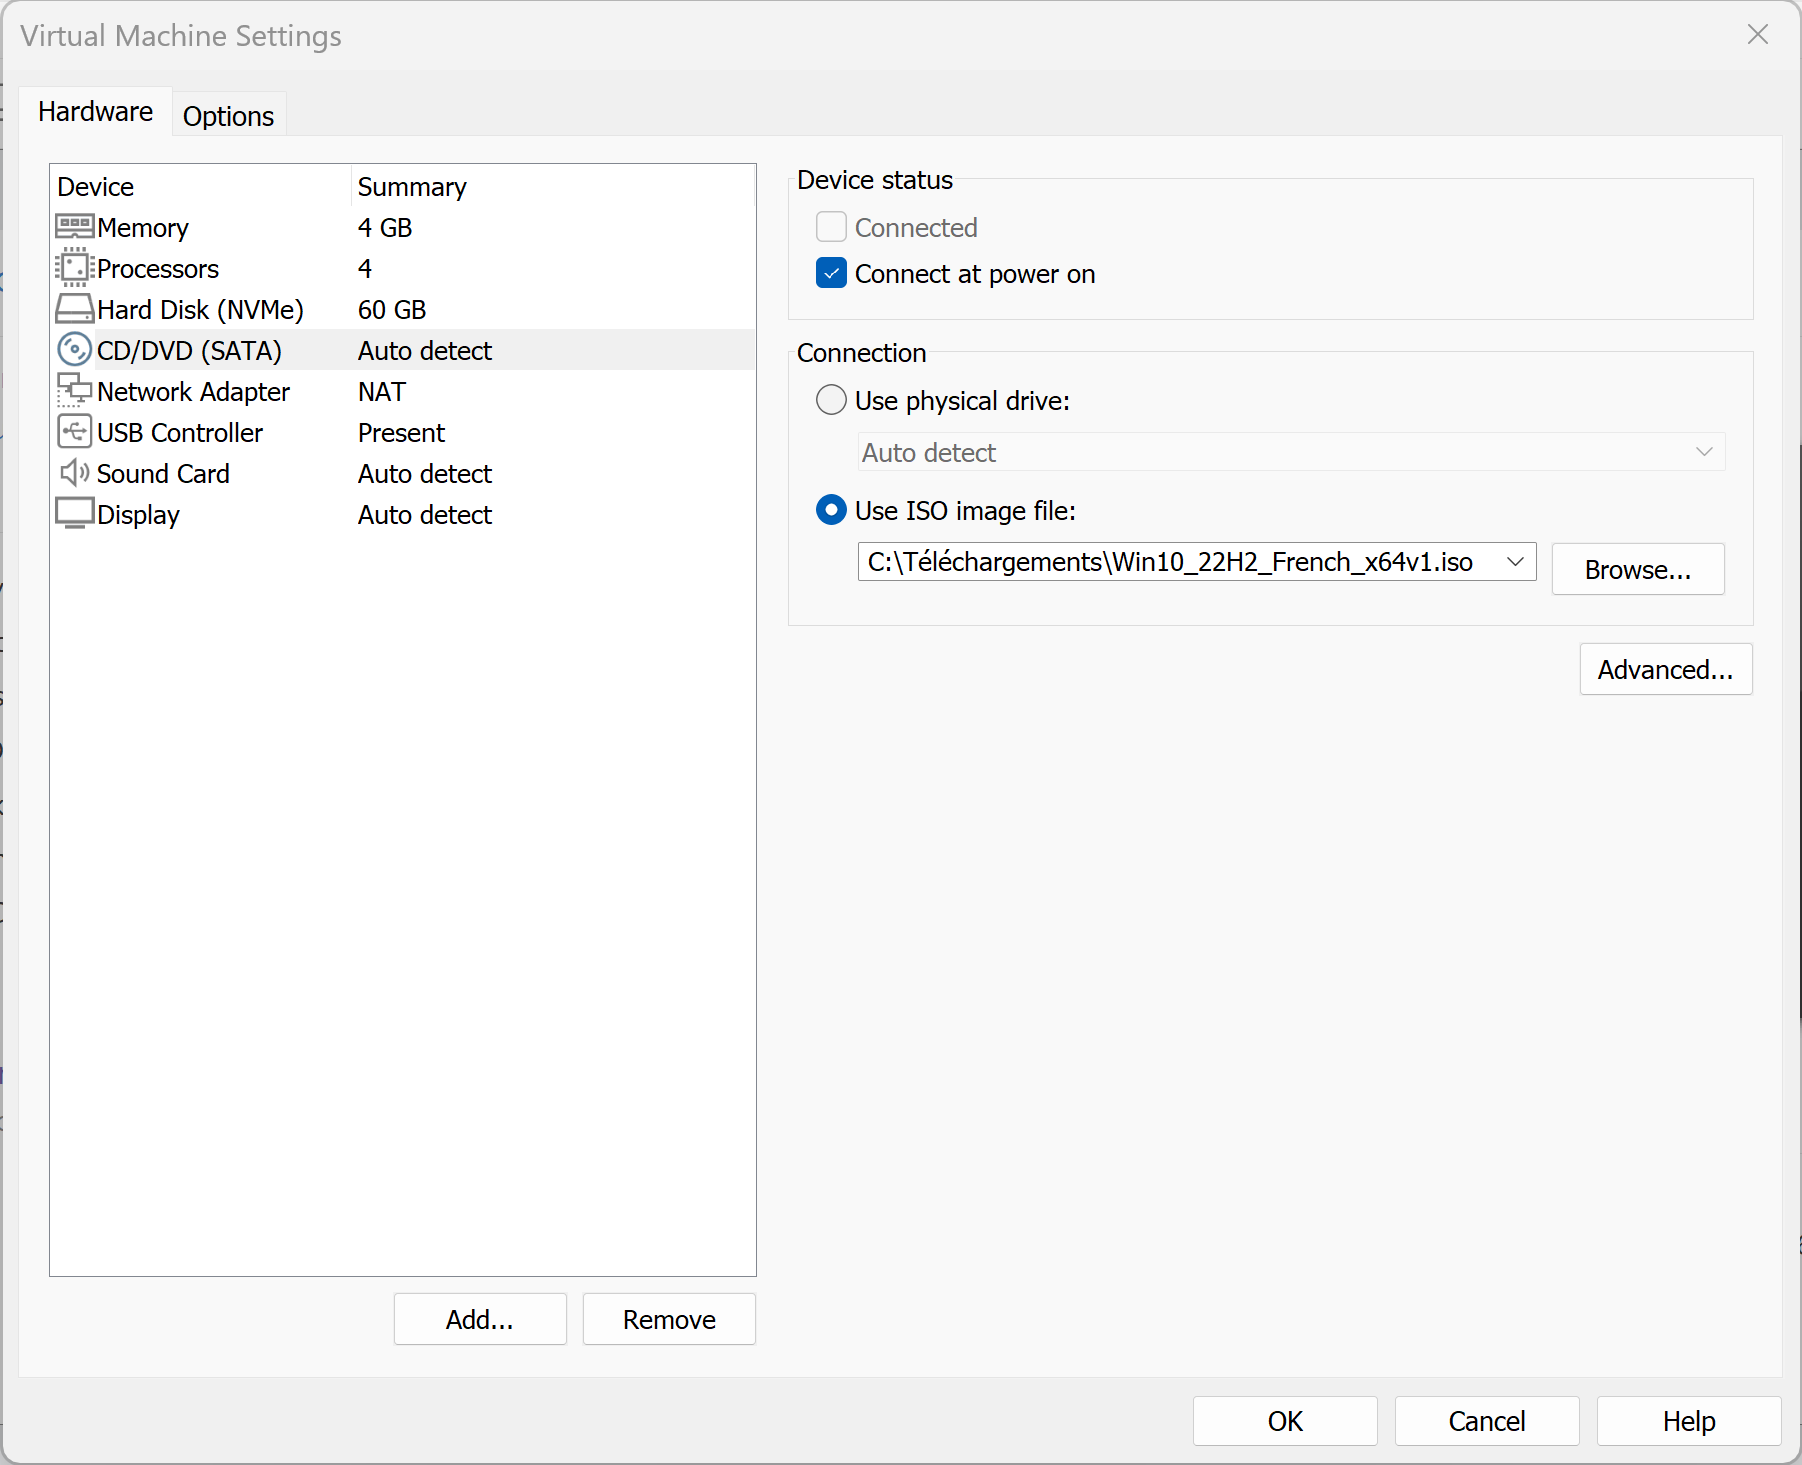 Virtual Machine Settings
Hardware
Options
Device Summary
Memory 4 GB
Processors 4
Hard Disk (NVMe) 60 GB
CD/DVD (SATA) Auto detect
Network Adapter NAT
USB Controller Present
Sound Card Auto detect
Display Auto detect
Add...
Remove
Device status
Connected
Connect at power on
Connection
Use physical drive:
Auto detect
Use ISO image file:
C:\Téléchargements\Win10_22H2_French_x64v1.iso
Browse...
Advanced...
OK
Cancel
Help